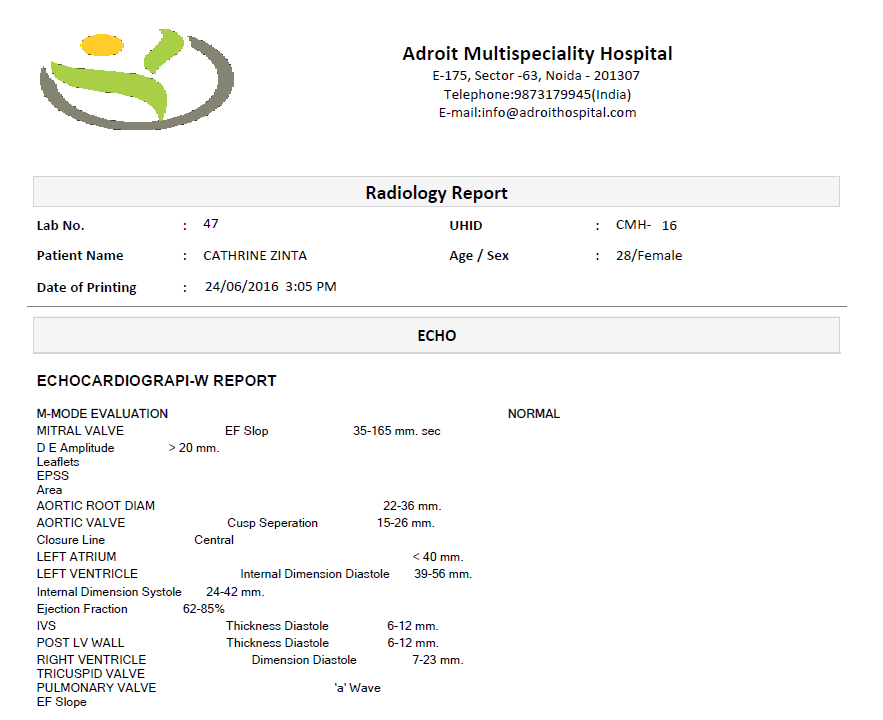 Adroit Multispeciality Hospital
E-175, Sector -63, Noida - 201307
Telephone:9873179945(India)
E-mail:info@adroithospital.com
Radiology Report
Lab No. : 47 UHID : CMH- 16
Patient Name : CATHRINE ZINTA Age / Sex : 28/Female
Date of Printing : 24/06/2016 3:05 PM
ECHO
ECHOCARDIOGRAPI-W REPORT
M-MODE EVALUATION NORMAL
MITRAL VALVE EF Slop 35-165 mm. sec
D E Amplitude > 20 mm.
Leaflets
EPSS
Area
AORTIC ROOT DIAM 22-36 mm.
AORTIC VALVE Cusp Seperation 15-26 mm.
Closure Line Central
LEFT ATRIUM < 40 mm.
LEFT VENTRICLE Internal Dimension Diastole 39-56 mm.
Internal Dimension Systole 24-42 mm.
Ejection Fraction 62-85%
IVS Thickness Diastole 6-12 mm.
POST LV WALL Thickness Diastole 6-12 mm.
RIGHT VENTRICLE Dimension Diastole 7-23 mm.
TRICUSPID VALVE
PULMONARY VALVE 'a' Wave
EF Slope